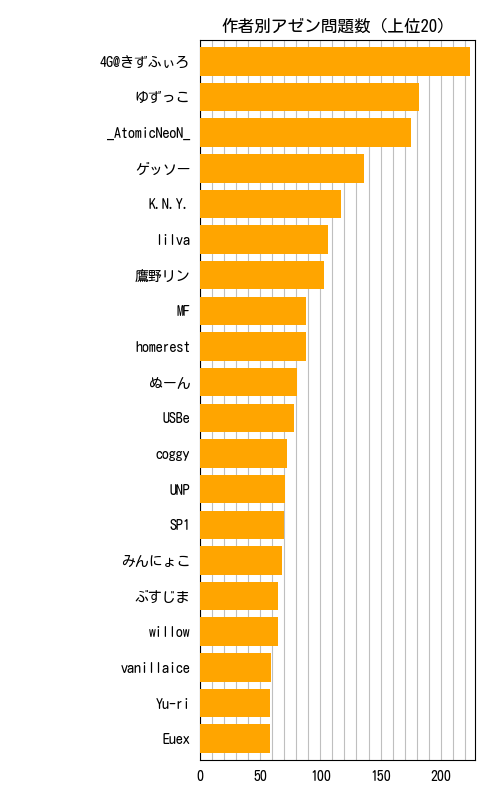 作者別アゼン問題数（上位20）
4G@きずふぃろ
ゆずっこ
_AtomicNeoN_
ゲッソー
K.N.Y.
lilva
鷹野リン
MF
homerest
ぬーん
USBe
coggy
UNP
SP1
みんにょこ
ぶすじま
willow
vanillaice
Yu-ri
Euex
0 50 100 150 200